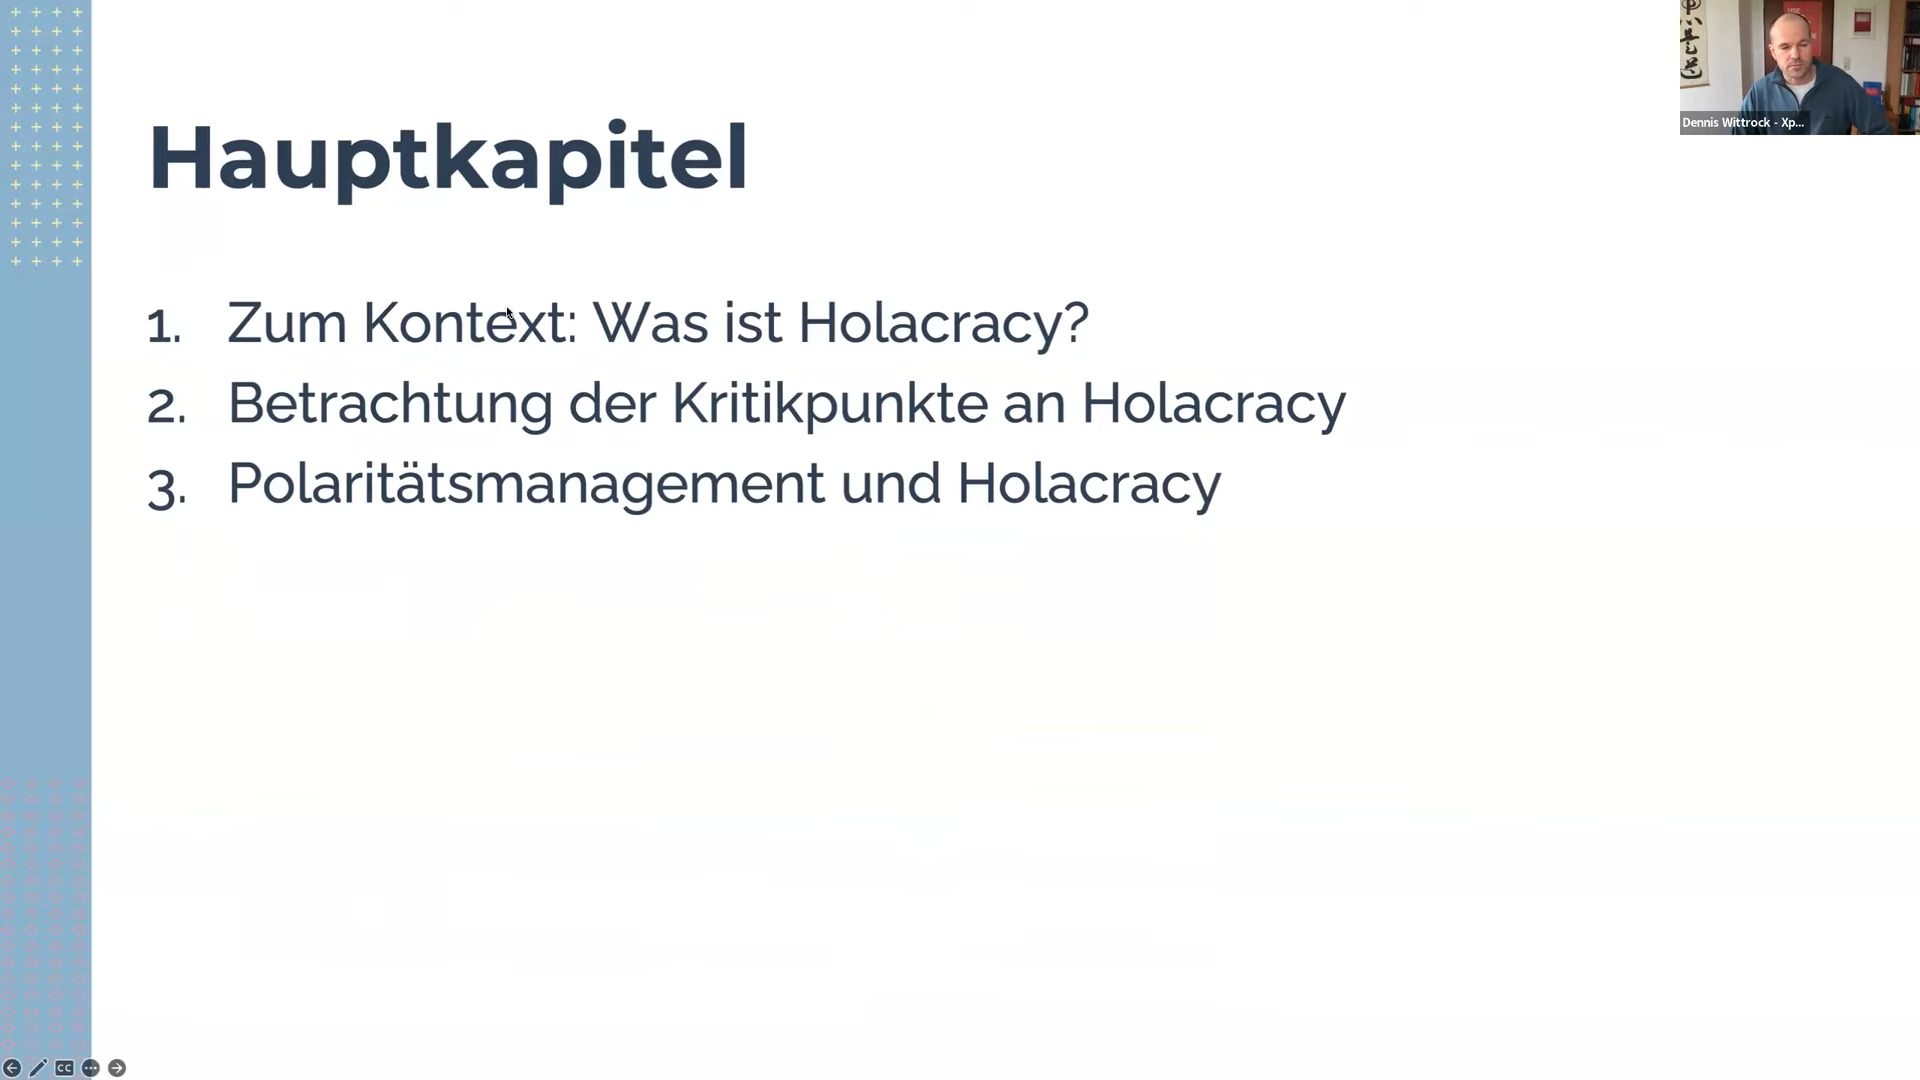 Hauptkapitel
1. Zum Kontext: Was ist Holacracy?
2. Betrachtung der Kritikpunkte an Holacracy
3. Polaritätsmanagement und Holacracy
Dennis Wittrock - Xp...
CC